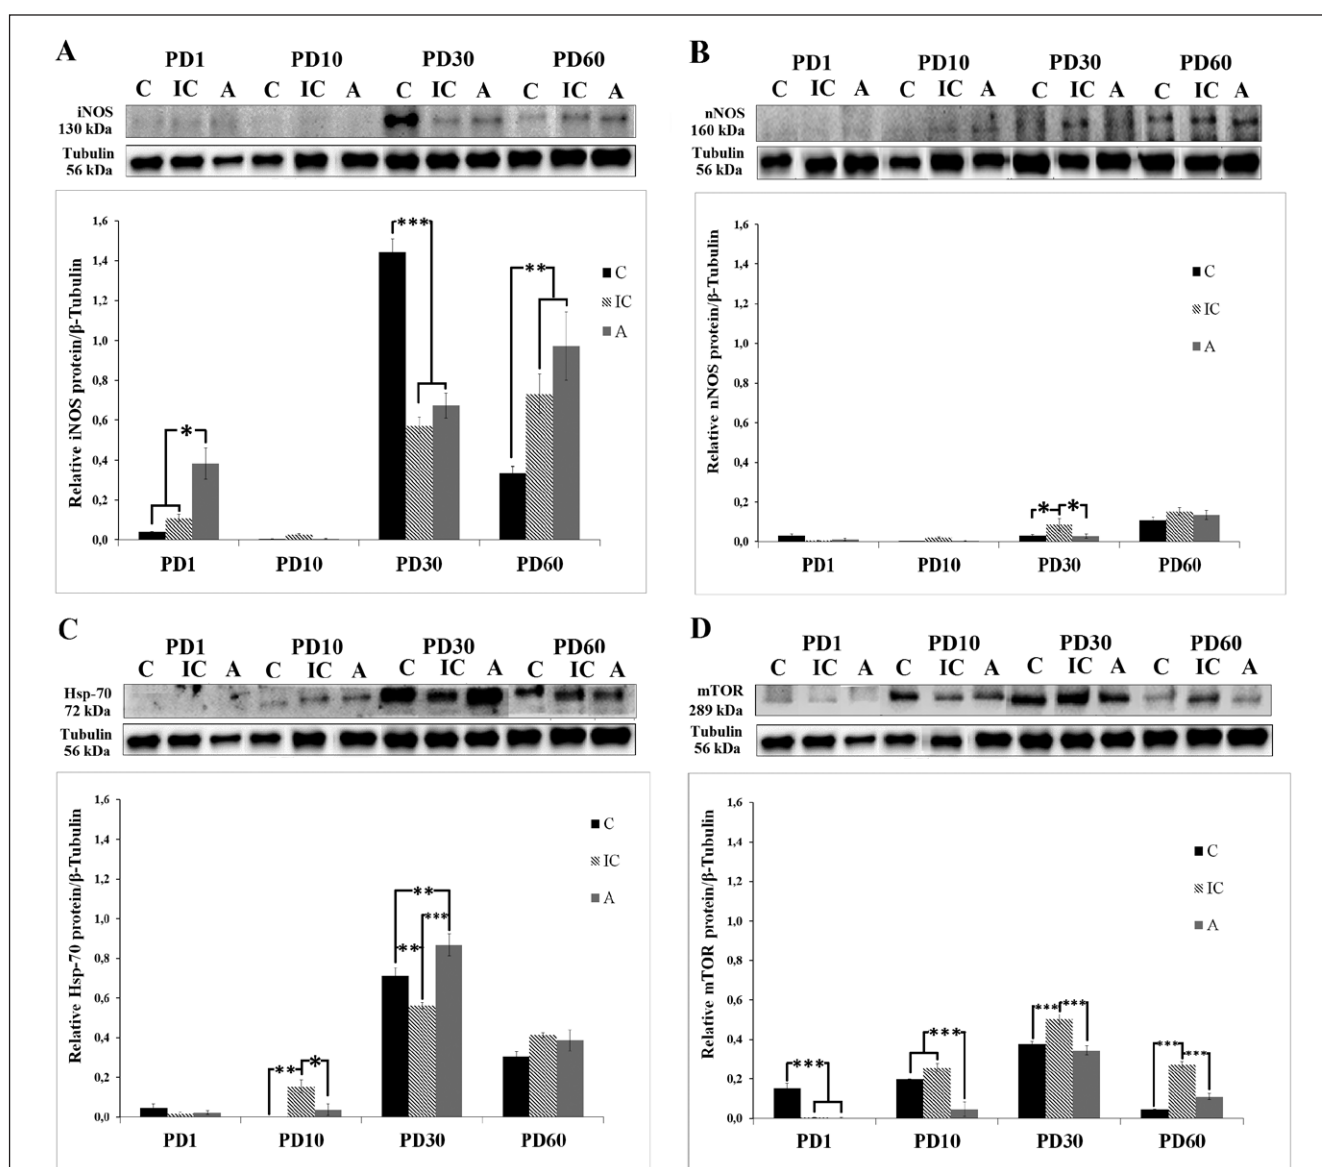 A
PD1 PD10 PD30 PD60
C IC A C IC A C IC A C IC A
iNOS
130 kDa
Tubulin
56 kDa
Relative iNOS protein/β-Tubulin
1,6
1,4
1,2
1,0
0,8
0,6
0,4
0,2
0,0
*
***
**
C
IC
A
PD1 PD10 PD30 PD60
B
PD1 PD10 PD30 PD60
C IC A C IC A C IC A C IC A
nNOS
160 kDa
Tubulin
56 kDa
Relative nNOS protein/β-Tubulin
1,6
1,4
1,2
1,0
0,8
0,6
0,4
0,2
0,0
* *
C
IC
A
PD1 PD10 PD30 PD60
C
PD1 PD10 PD30 PD60
C IC A C IC A C IC A C IC A
Hsp-70
72 kDa
Tubulin
56 kDa
Relative Hsp-70 protein/β-Tubulin
1,6
1,4
1,2
1,0
0,8
0,6
0,4
0,2
0,0
** *
**
***
**
C
IC
A
PD1 PD10 PD30 PD60
D
PD1 PD10 PD30 PD60
C IC A C IC A C IC A C IC A
mTOR
289 kDa
Tubulin
56 kDa
Relative mTOR protein/β-Tubulin
1,6
1,4
1,2
1,0
0,8
0,6
0,4
0,2
0,0
***
***
*** ***
*** ***
C
IC
A
PD1 PD10 PD30 PD60